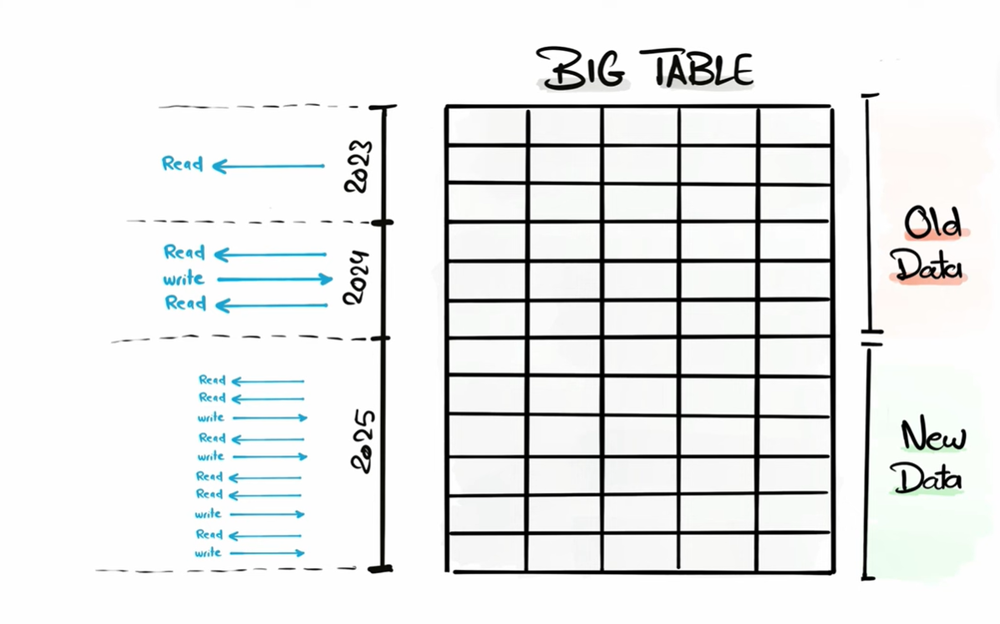 BIG TABLE
2023
Read
2024
Read
write
Read
2025
Read
Read
write
Read
write
Read
Read
write
Read
write
Old
Data
New
Data